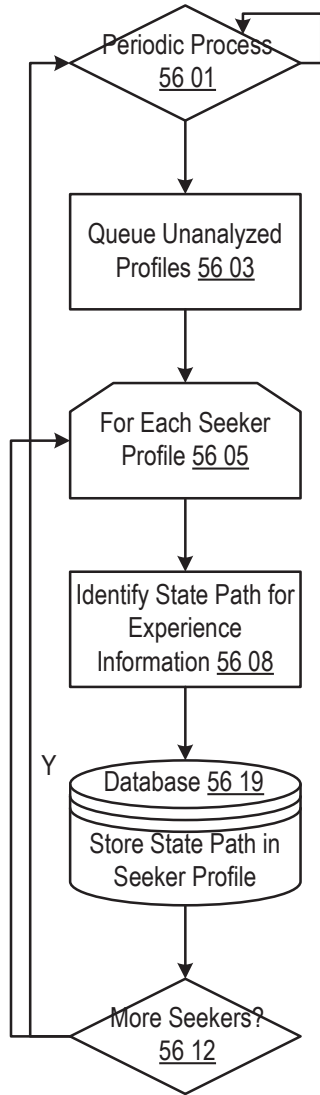 Periodic Process
56 01
Queue Unanalyzed
Profiles 56 03
For Each Seeker
Profile 56 05
Identify State Path for
Experience
Information 56 08
Y
Database 56 19
Store State Path in
Seeker Profile
More Seekers?
56 12